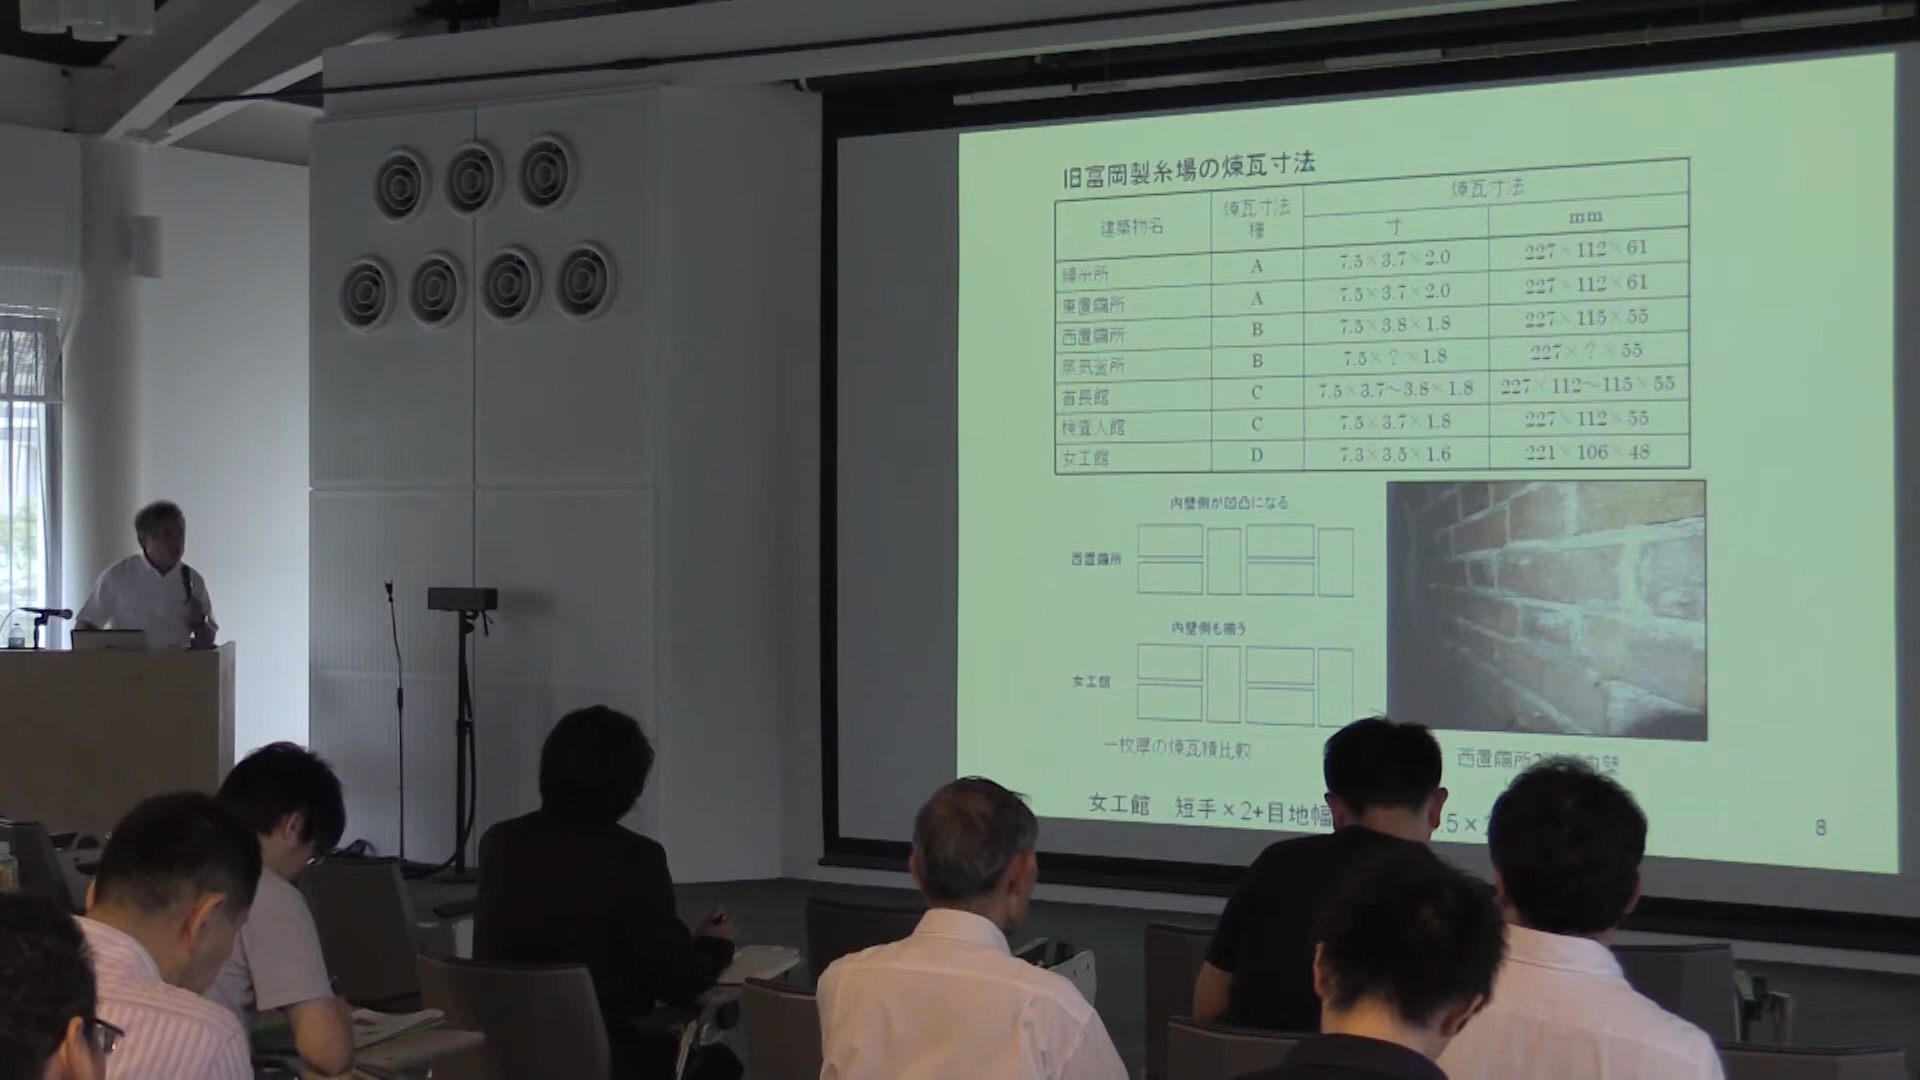 旧富岡製糸場の煉瓦寸法
建築物名 煉瓦寸法種 煉瓦寸法
寸 mm
繰糸所 A 7.5×3.7×2.0 227×112×61
東置繭所 A 7.5×3.7×2.0 227×112×61
西置繭所 B 7.5×3.8×1.8 227×115×55
蒸気釜所 B 7.5×?×1.8 227×?×55
首長館 C 7.5×3.7~3.8×1.8 227×112~115×55
検査人館 C 7.5×3.7×1.8 227×112×55
女工館 D 7.3×3.5×1.6 221×106×48
内壁側が凹凸になる
西置繭所
内壁側も揃う
女工館
一枚厚の煉瓦積比較
西置繭所
女工館 :短手×2+目地幅
.5×
8